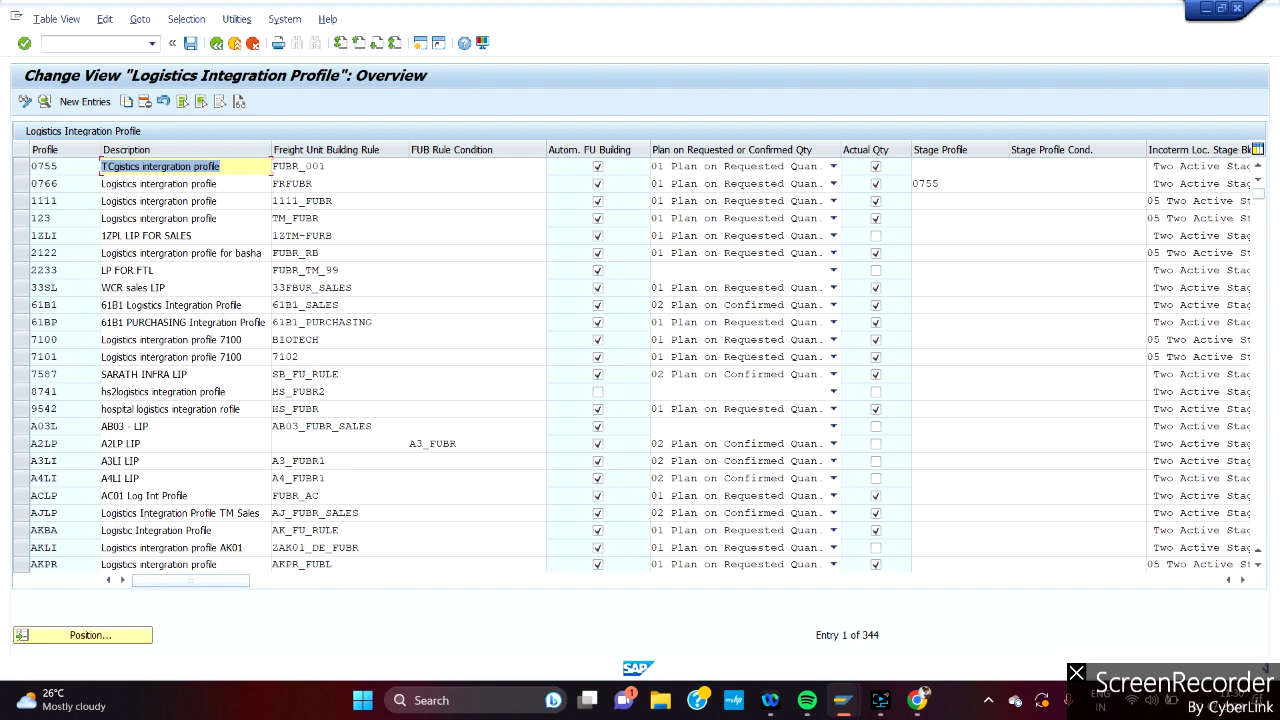 Table View Edit Goto Selection Utilities System Help
Change View "Logistics Integration Profile": Overview
New Entries
Logistics Integration Profile
Profile Description Freight Unit Building Rule FUB Rule Condition Autom. FU Building Plan on Requested or Confirmed Qty Actual Qty Stage Profile Stage Profile Cond. Incoterm Loc. Stage B
0755 TCgistics intergration profile FUBR_001 01 Plan on Requested Quan. Two Active Stag
0766 Logistics intergration profile FRFUBR 01 Plan on Requested Quan. 0755 Two Active Stag
1111 Logistics intergration profile 1111_FUBR 01 Plan on Requested Quan. 05 Two Active Stag
123 Logistics intergration profile TM_FUBR 01 Plan on Requested Quan. 05 Two Active Stag
1ZLI 1ZPL LIP FOR SALES 1ZTM-FURB 01 Plan on Requested Quan. Two Active Stag
2122 Logistics intergration profile for basha FUBR_RB 01 Plan on Requested Quan. 05 Two Active Stag
2233 LP FOR FTL FUBR_TM_99 Two Active Stag
33SL WCR sales LIP 33FBUR_SALES 01 Plan on Requested Quan. Two Active Stag
61B1 61B1 Logistics Integration Profile 61B1_SALES 02 Plan on Confirmed Quan. Two Active Stag
61BP 61B1 PURCHASING Integration Profile 61B1_PURCHASING 01 Plan on Requested Quan. Two Active Stag
7100 Logistics intergration profile 7100 BIOTECH 01 Plan on Requested Quan. 05 Two Active Stag
7101 Logistics intergration profile 7100 7102 01 Plan on Requested Quan. 05 Two Active Stag
7587 SARATH INFRA LIP SB_FU_RULE 02 Plan on Confirmed Quan. Two Active Stag
8741 hs2logistics intergration profile HS_FUBR2 Two Active Stag
9542 hospital logistics integration rofile HS_FUBR 01 Plan on Requested Quan. Two Active Stag
A03L AB03 - LIP AB03_FUBR_SALES Two Active Stag
A2LP A2LP LIP A3_FUBR 02 Plan on Confirmed Quan. Two Active Stag
A3LI A3LI LIP A3_FUBR1 02 Plan on Confirmed Quan. Two Active Stag
A4LI A4LI LIP A4_FUBR1 02 Plan on Confirmed Quan. Two Active Stag
ACLP AC01 Log Int Profile FUBR_AC 01 Plan on Requested Quan. Two Active Stag
AJLP Logistics Integration Profile TM Sales AJ_FUBR_SALES 02 Plan on Confirmed Quan. Two Active Stag
AKBA Logistic Integration Profile AK_FU_RULE 01 Plan on Requested Quan. Two Active Stag
AKLI Logistics intergration profile AK01 ZAK01_DE_FUBR 01 Plan on Requested Quan. Two Active Stag
AKPR Logistics intergration profile AKPR_FUBL 01 Plan on Requested Quan. 05 Two Active Stag
Position... Entry 1 of 344
SAP
26°C
Mostly cloudy
Search
ENG
IN
11:30
ScreenRecorder
By CyberLink